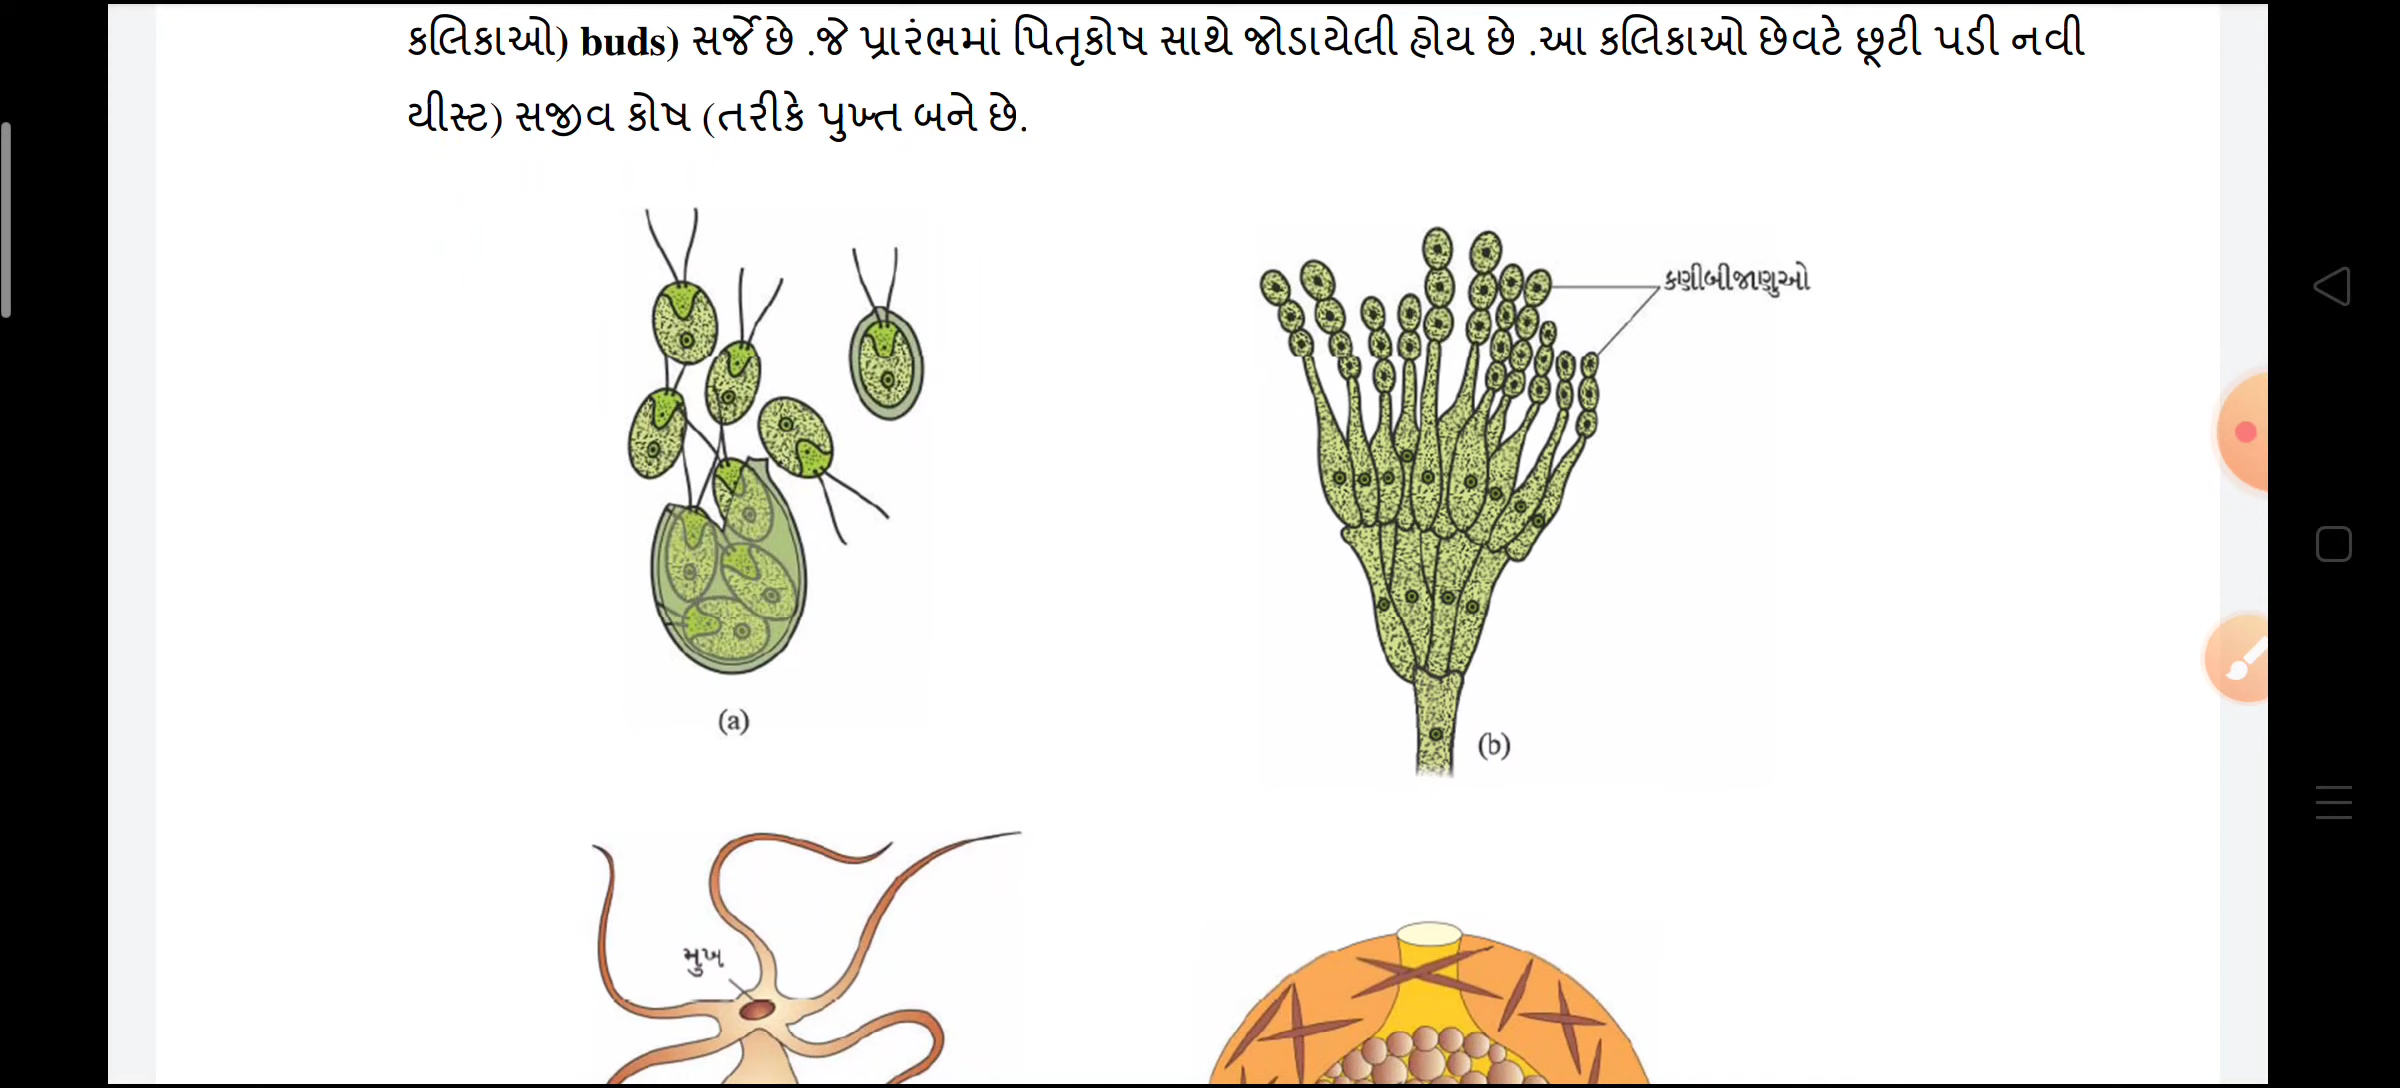 કલિકાઓ) buds) સર્જે છે .જે પ્રારંભમાં પિતૃકોષ સાથે જોડાયેલી હોય છે .આ કલિકાઓ છેવટે છૂટી પડી નવી
યીસ્ટ) સજીવ કોષ (તરીકે પુખ્ત બને છે.
કણીબીજાણુઓ
(a)
(b)
મુખ